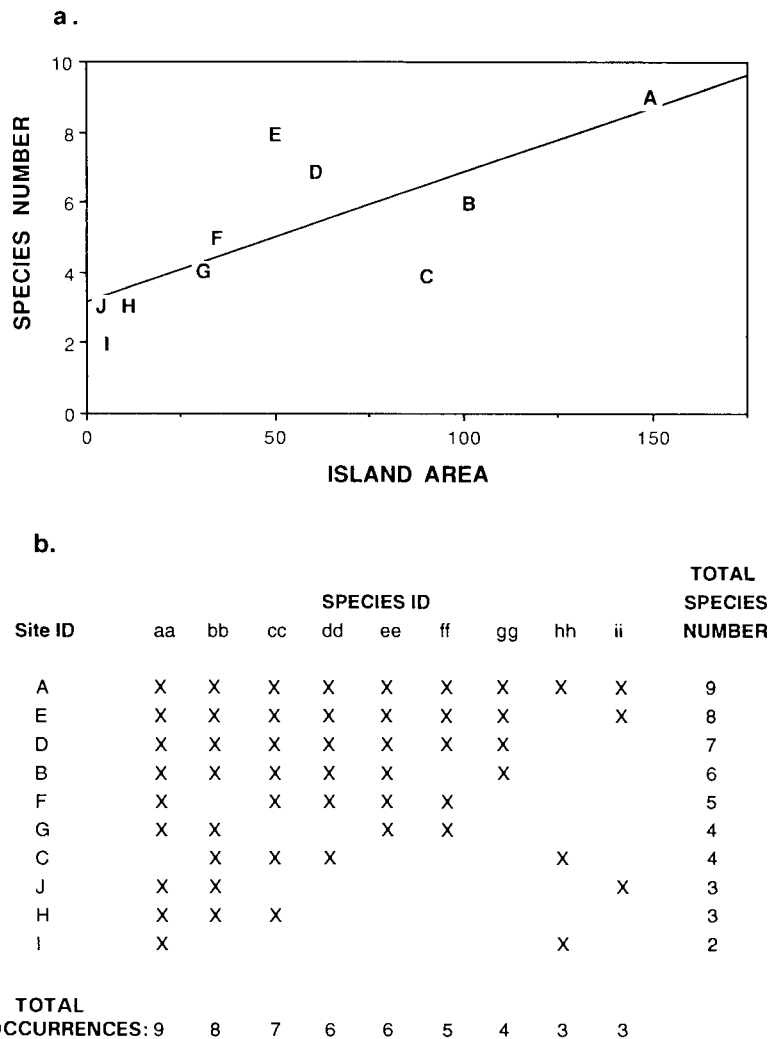 a.
10
8
6
4
2
0
SPECIES NUMBER
A
E
D
B
F
G
C
J H
I
0 50 100 150
ISLAND AREA
b.
TOTAL
SPECIES ID SPECIES
Site ID aa bb cc dd ee ff gg hh ii NUMBER
A X X X X X X X X X 9
E X X X X X X X X 8
D X X X X X X X 7
B X X X X X X 6
F X X X X X 5
G X X X X 4
C X X X X 4
J X X X 3
H X X X 3
I X X 2
TOTAL
OCCURRENCES: 9 8 7 6 6 5 4 3 3